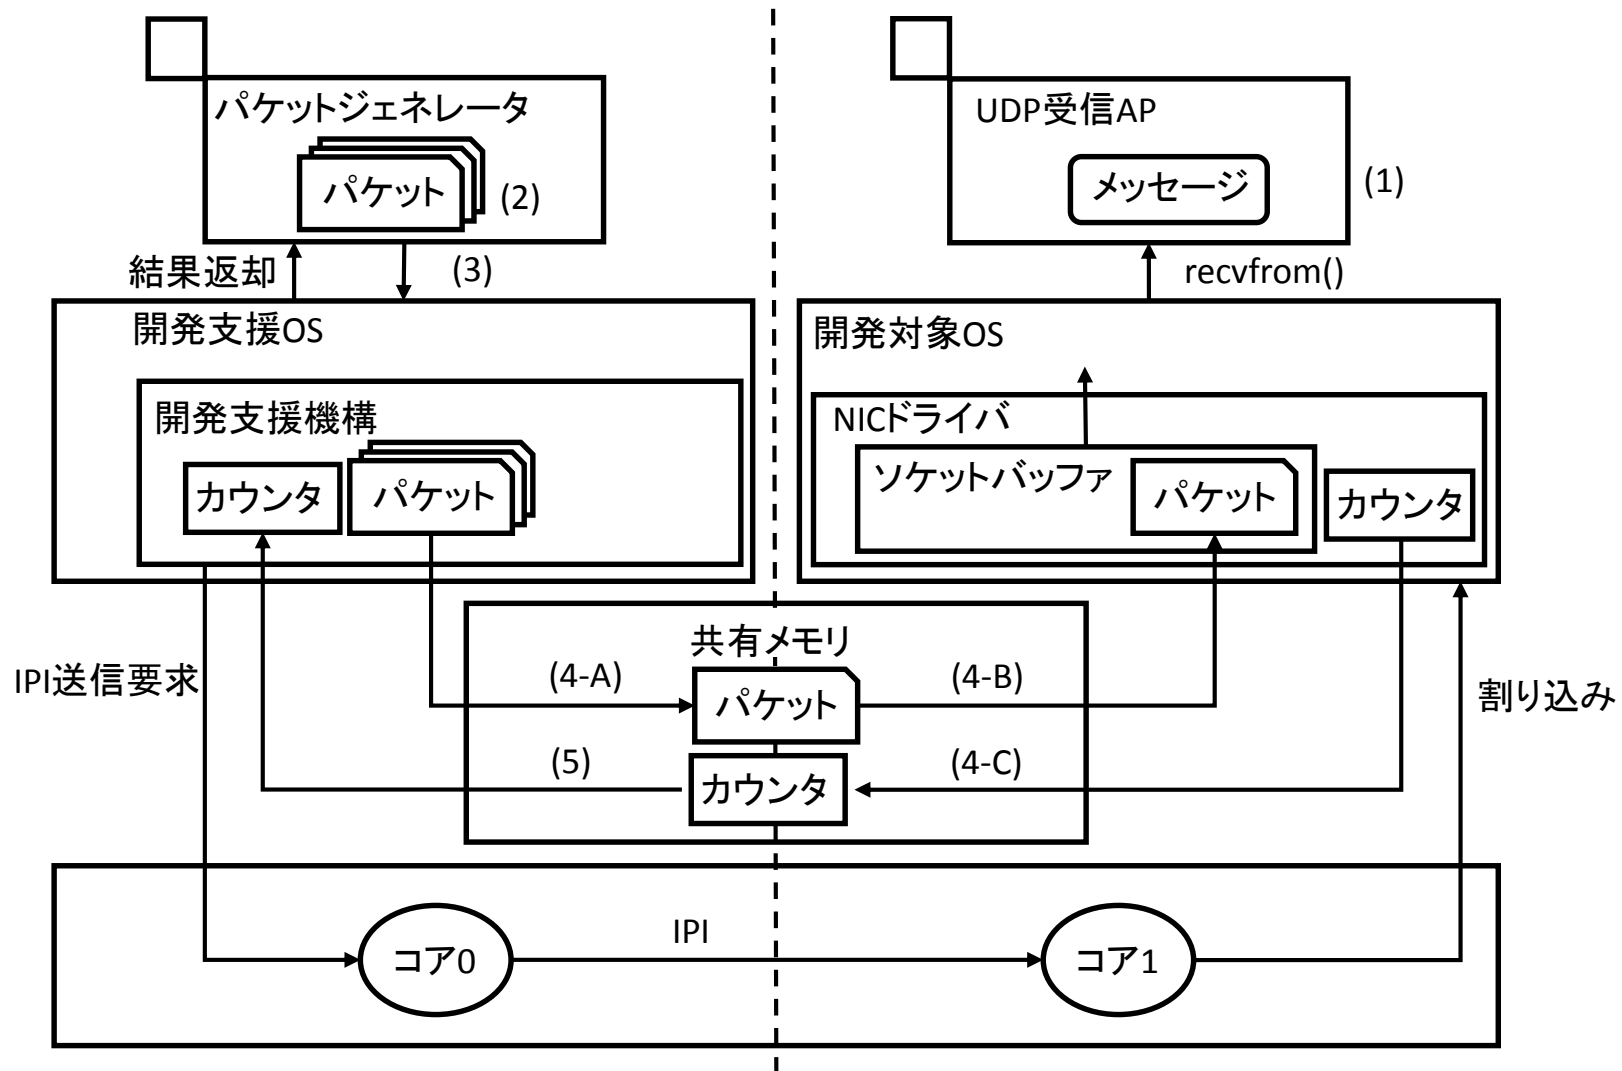 パケットジェネレータ
パケット
(2)
UDP受信AP
メッセージ
(1)
結果返却
(3)
recvfrom()
開発支援OS
開発対象OS
開発支援機構
カウンタ
パケット
NICドライバ
ソケットバッファ
パケット
カウンタ
共有メモリ
IPI送信要求
(4-A)
パケット
(4-B)
割り込み
(5)
カウンタ
(4-C)
コア0
IPI
コア1